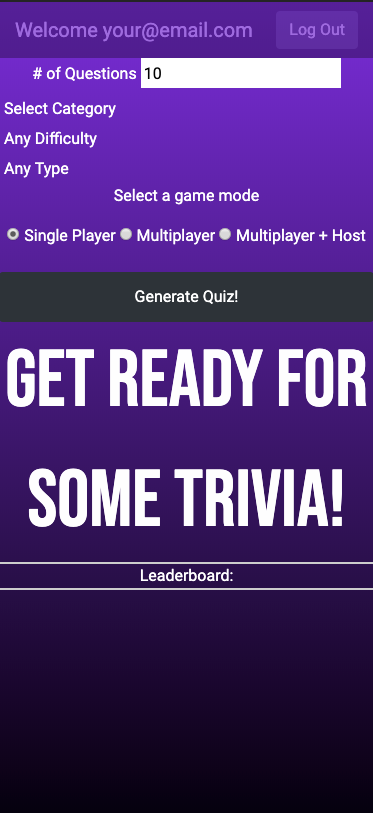 Welcome your@email.com Log Out
# of Questions 10
Select Category
Any Difficulty
Any Type
Select a game mode
Single Player Multiplayer Multiplayer + Host
Generate Quiz!
GET READY FOR
SOME TRIVIA!
Leaderboard: